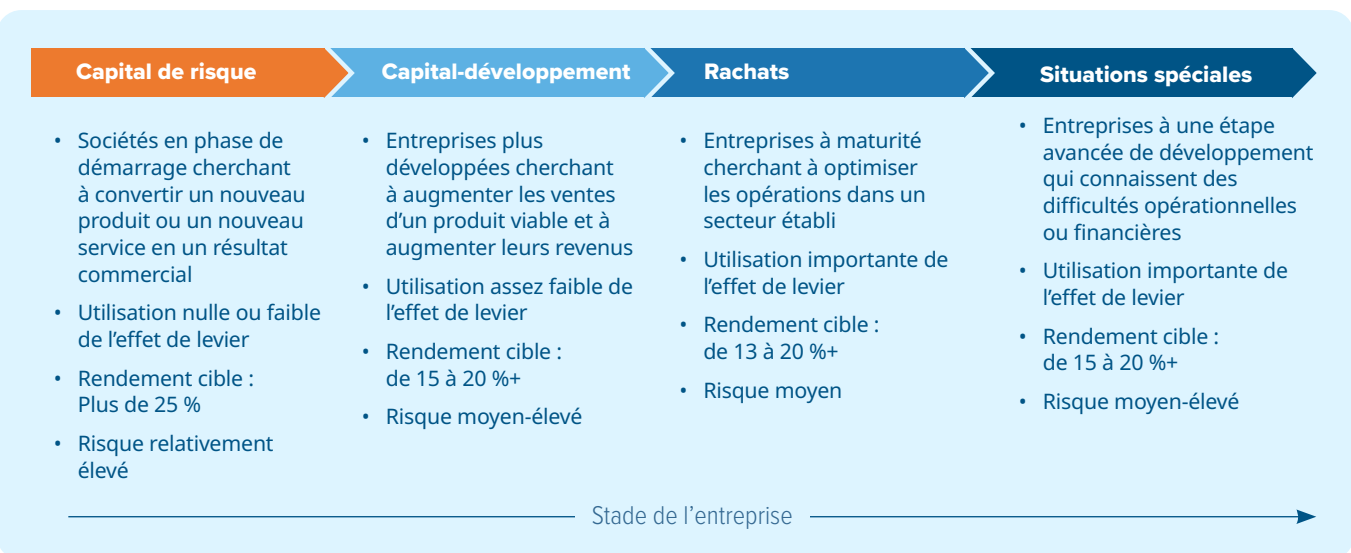 Capital de risque
• Sociétés en phase de
démarrage cherchant
à convertir un nouveau
produit ou un nouveau
service en un résultat
commercial
• Utilisation nulle ou faible
de l’effet de levier
• Rendement cible :
Plus de 25 %
• Risque relativement
élevé
Capital-développement
• Entreprises plus
développées cherchant
à augmenter les ventes
d’un produit viable et à
augmenter leurs revenus
• Utilisation assez faible de
l’effet de levier
• Rendement cible :
de 15 à 20 %+
• Risque moyen-élevé
Rachats
• Entreprises à maturité
cherchant à optimiser
les opérations dans un
secteur établi
• Utilisation importante de
l’effet de levier
• Rendement cible :
de 13 à 20 %+
• Risque moyen
Situations spéciales
• Entreprises à une étape
avancée de développement
qui connaissent des
difficultés opérationnelles
ou financières
• Utilisation importante de
l’effet de levier
• Rendement cible :
de 15 à 20 %+
• Risque moyen-élevé
Stade de l’entreprise